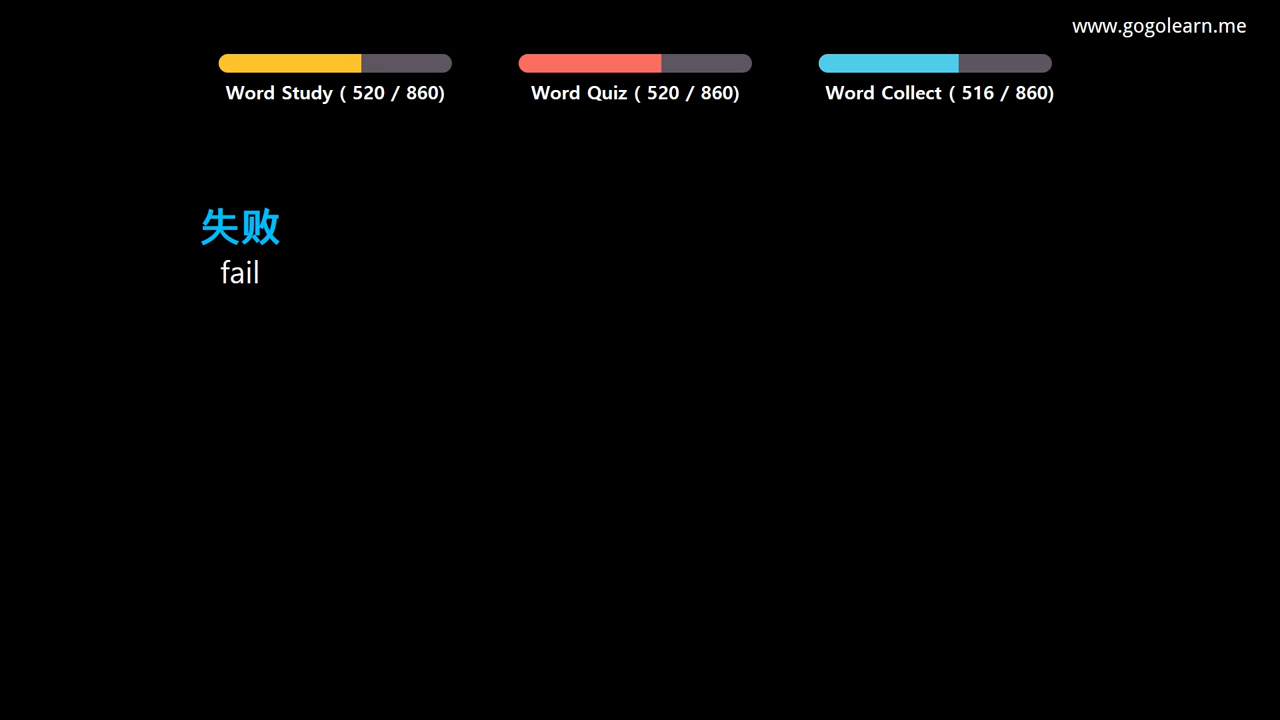 www.gogolearn.me
Word Study ( 520 / 860)
Word Quiz ( 520 / 860)
Word Collect ( 516 / 860)
失败
fail